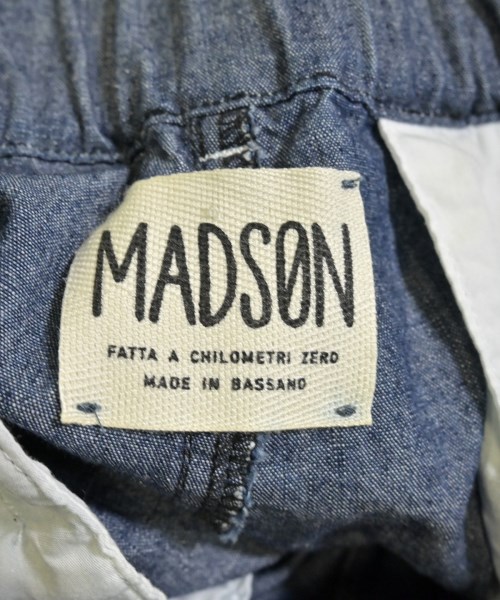 MADSØN
FATTA A CHILOMETRI ZERO
MADE IN BASSANO